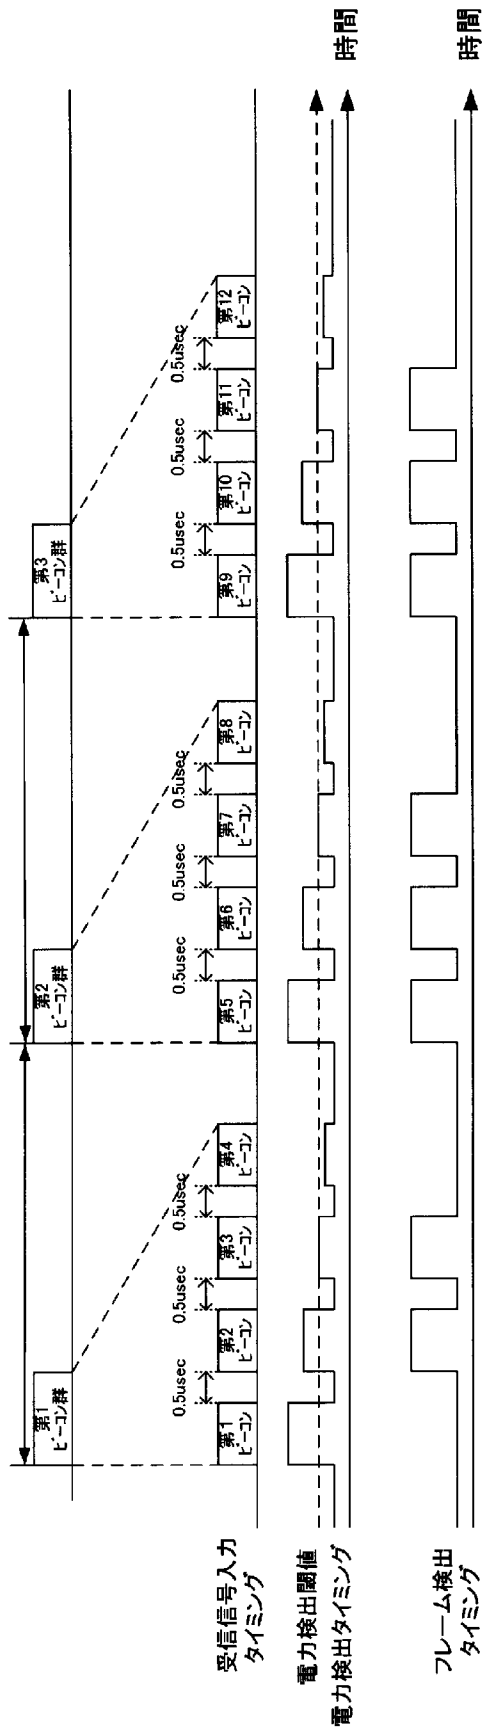 第1
ビーコン群
第2
ビーコン群
第3
ビーコン群
0.5usec
0.5usec
0.5usec
0.5usec
0.5usec
0.5usec
0.5usec
0.5usec
0.5usec
受信信号入力
タイミング
第1
ビーコン
第2
ビーコン
第3
ビーコン
第4
ビーコン
第5
ビーコン
第6
ビーコン
第7
ビーコン
第8
ビーコン
第9
ビーコン
第10
ビーコン
第11
ビーコン
第12
ビーコン
電力検出閾値
電力検出タイミング
時間
フレーム検出
タイミング
時間